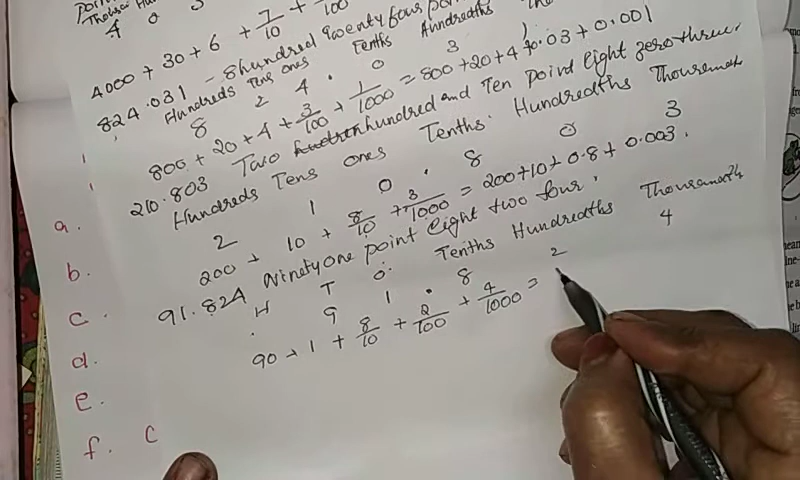 4 0 3
4000 + 30 + 6 + 7/10 +
824.031 - 8 hundred twenty four
Hundreds Tens ones Tenths Hundredths
8 2 4 . 0 3 1
800 + 20 + 4 + 3/100 + 1/1000 = 800 + 20 + 4 + 0.03 + 0.001
210.803 Two hundred and Ten point Eight zero three.
Hundreds Tens ones Tenths. Hundredths
2 1 0 . 8 0 3
200 + 10 + 8/10 + 3/1000 = 200 + 10 + 0.8 + 0.003.
91.824 Ninety one point Eight two four.
H T O. Tenths Hundredths
9 1 . 8 2 4
90 + 1 + 8/10 + 2/100 + 4/1000 =
a.
b.
c.
d.
e.
f. C